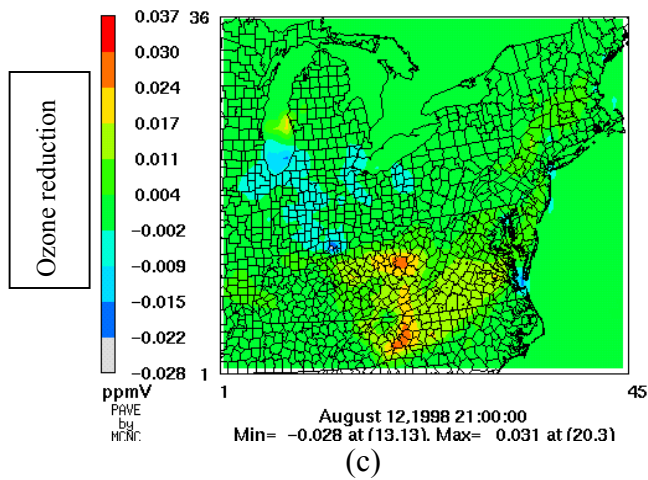 Ozone reduction
0.037
0.030
0.024
0.017
0.011
0.004
−0.002
−0.009
−0.015
−0.022
−0.028
ppmV
PAVE
by
MCNC
36
1
1 45
August 12,1998 21:00:00
Min= −0.028 at (13,13), Max= 0.031 at (20,3)
(c)